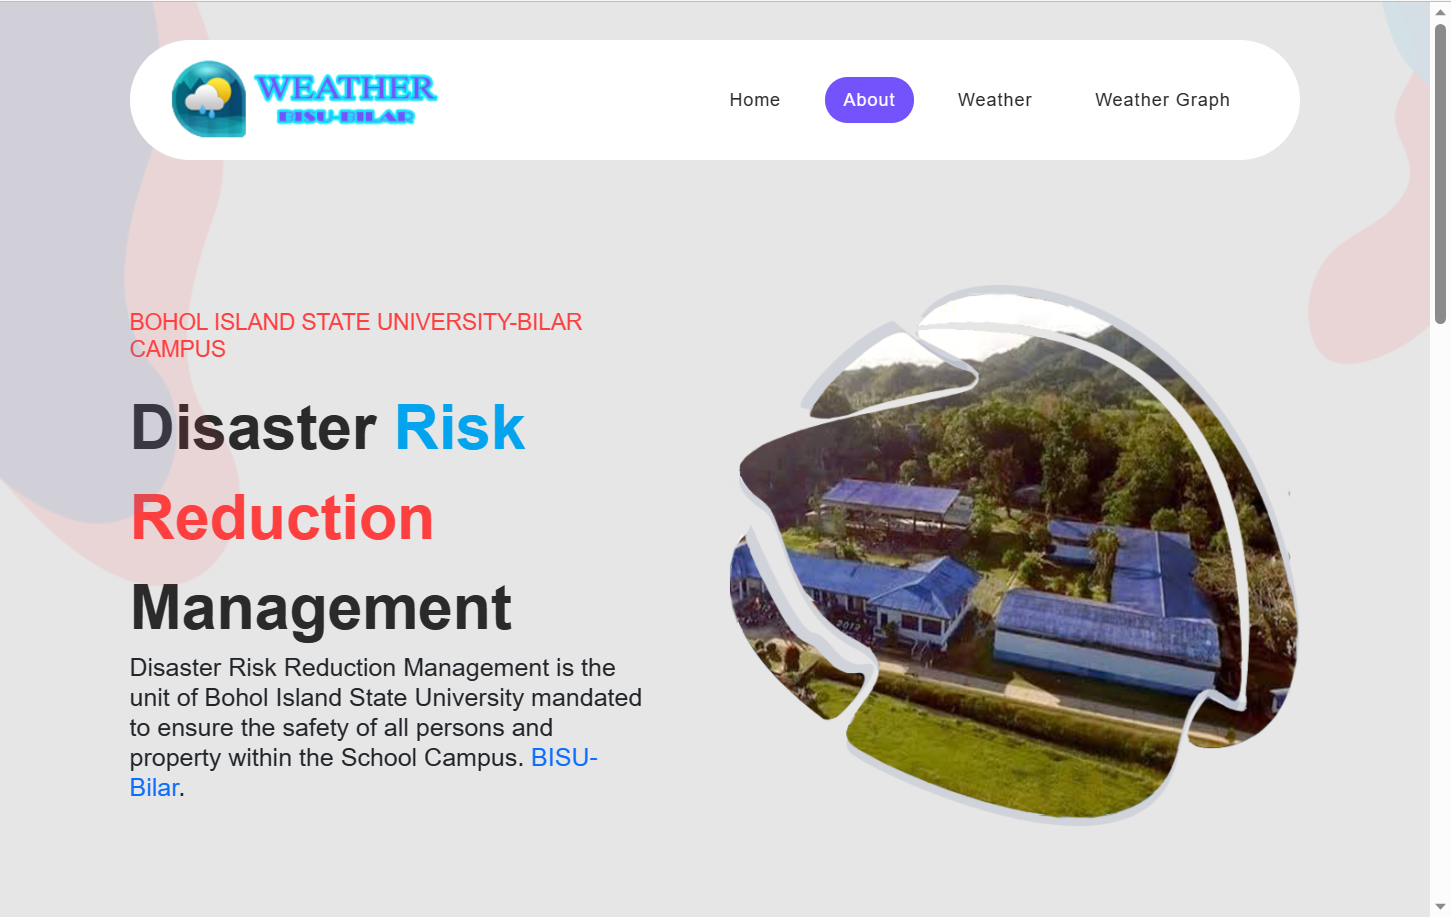 WEATHER
BISU-BILAR
Home About Weather Weather Graph
BOHOL ISLAND STATE UNIVERSITY-BILAR
CAMPUS
Disaster Risk
Reduction
Management
Disaster Risk Reduction Management is the
unit of Bohol Island State University mandated
to ensure the safety of all persons and
property within the School Campus. BISU-
Bilar.
2012